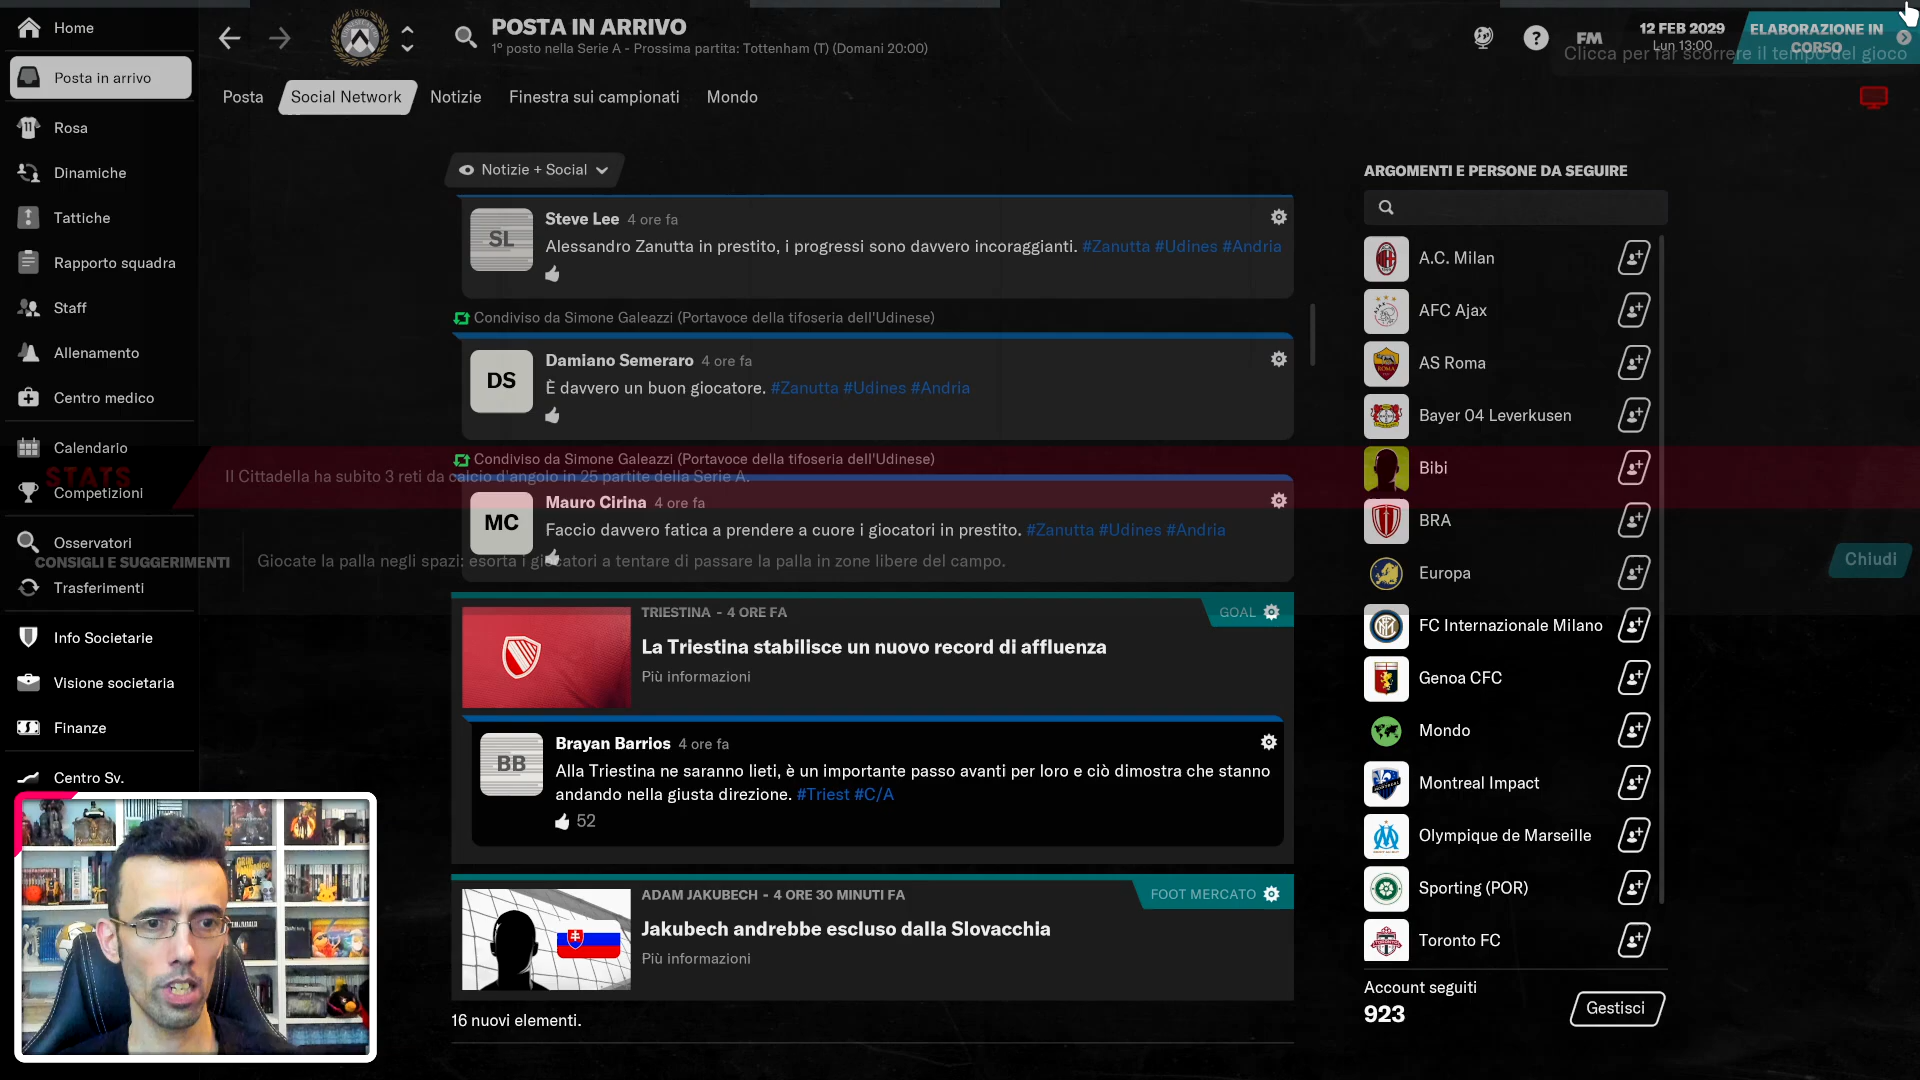 Home
Posta in arrivo
Rosa
Dinamiche
Tattiche
Rapporto squadra
Staff
Allenamento
Centro medico
Calendario
Competizioni
Osservatori
Trasferimenti
Info Societarie
Visione societaria
Finanze
Centro Sv.
POSTA IN ARRIVO
1º posto nella Serie A - Prossima partita: Tottenham (T) (Domani 20:00)
FM
12 FEB 2029
Lun 13:00
ELABORAZIONE IN
CORSO
Clicca per far scorrere il tempo del gioco
Posta
Social Network
Notizie
Finestra sui campionati
Mondo
Notizie + Social
SL
Steve Lee 4 ore fa
Alessandro Zanutta in prestito, i progressi sono davvero incoraggianti. #Zanutta #Udines #Andria
Condiviso da Simone Galeazzi (Portavoce della tifoseria dell'Udinese)
DS
Damiano Semeraro 4 ore fa
È davvero un buon giocatore. #Zanutta #Udines #Andria
Condiviso da Simone Galeazzi (Portavoce della tifoseria dell'Udinese)
STATS
Il Cittadella ha subito 3 reti da calcio d'angolo in 25 partite della Serie A.
MC
Mauro Cirina 4 ore fa
Faccio davvero fatica a prendere a cuore i giocatori in prestito. #Zanutta #Udines #Andria
CONSIGLI E SUGGERIMENTI
Giocate la palla negli spazi: esorta i giocatori a tentare di passare la palla in zone libere del campo.
Chiudi
TRIESTINA - 4 ORE FA
GOAL
La Triestina stabilisce un nuovo record di affluenza
Più informazioni
BB
Brayan Barrios 4 ore fa
Alla Triestina ne saranno lieti, è un importante passo avanti per loro e ciò dimostra che stanno
andando nella giusta direzione. #Triest #C/A
52
ADAM JAKUBECH - 4 ORE 30 MINUTI FA
FOOT MERCATO
Jakubech andrebbe escluso dalla Slovacchia
Più informazioni
16 nuovi elementi.
ARGOMENTI E PERSONE DA SEGUIRE
A.C. Milan
AFC Ajax
AS Roma
Bayer 04 Leverkusen
Bibi
BRA
Europa
FC Internazionale Milano
Genoa CFC
Mondo
Montreal Impact
Olympique de Marseille
Sporting (POR)
Toronto FC
Account seguiti
923
Gestisci